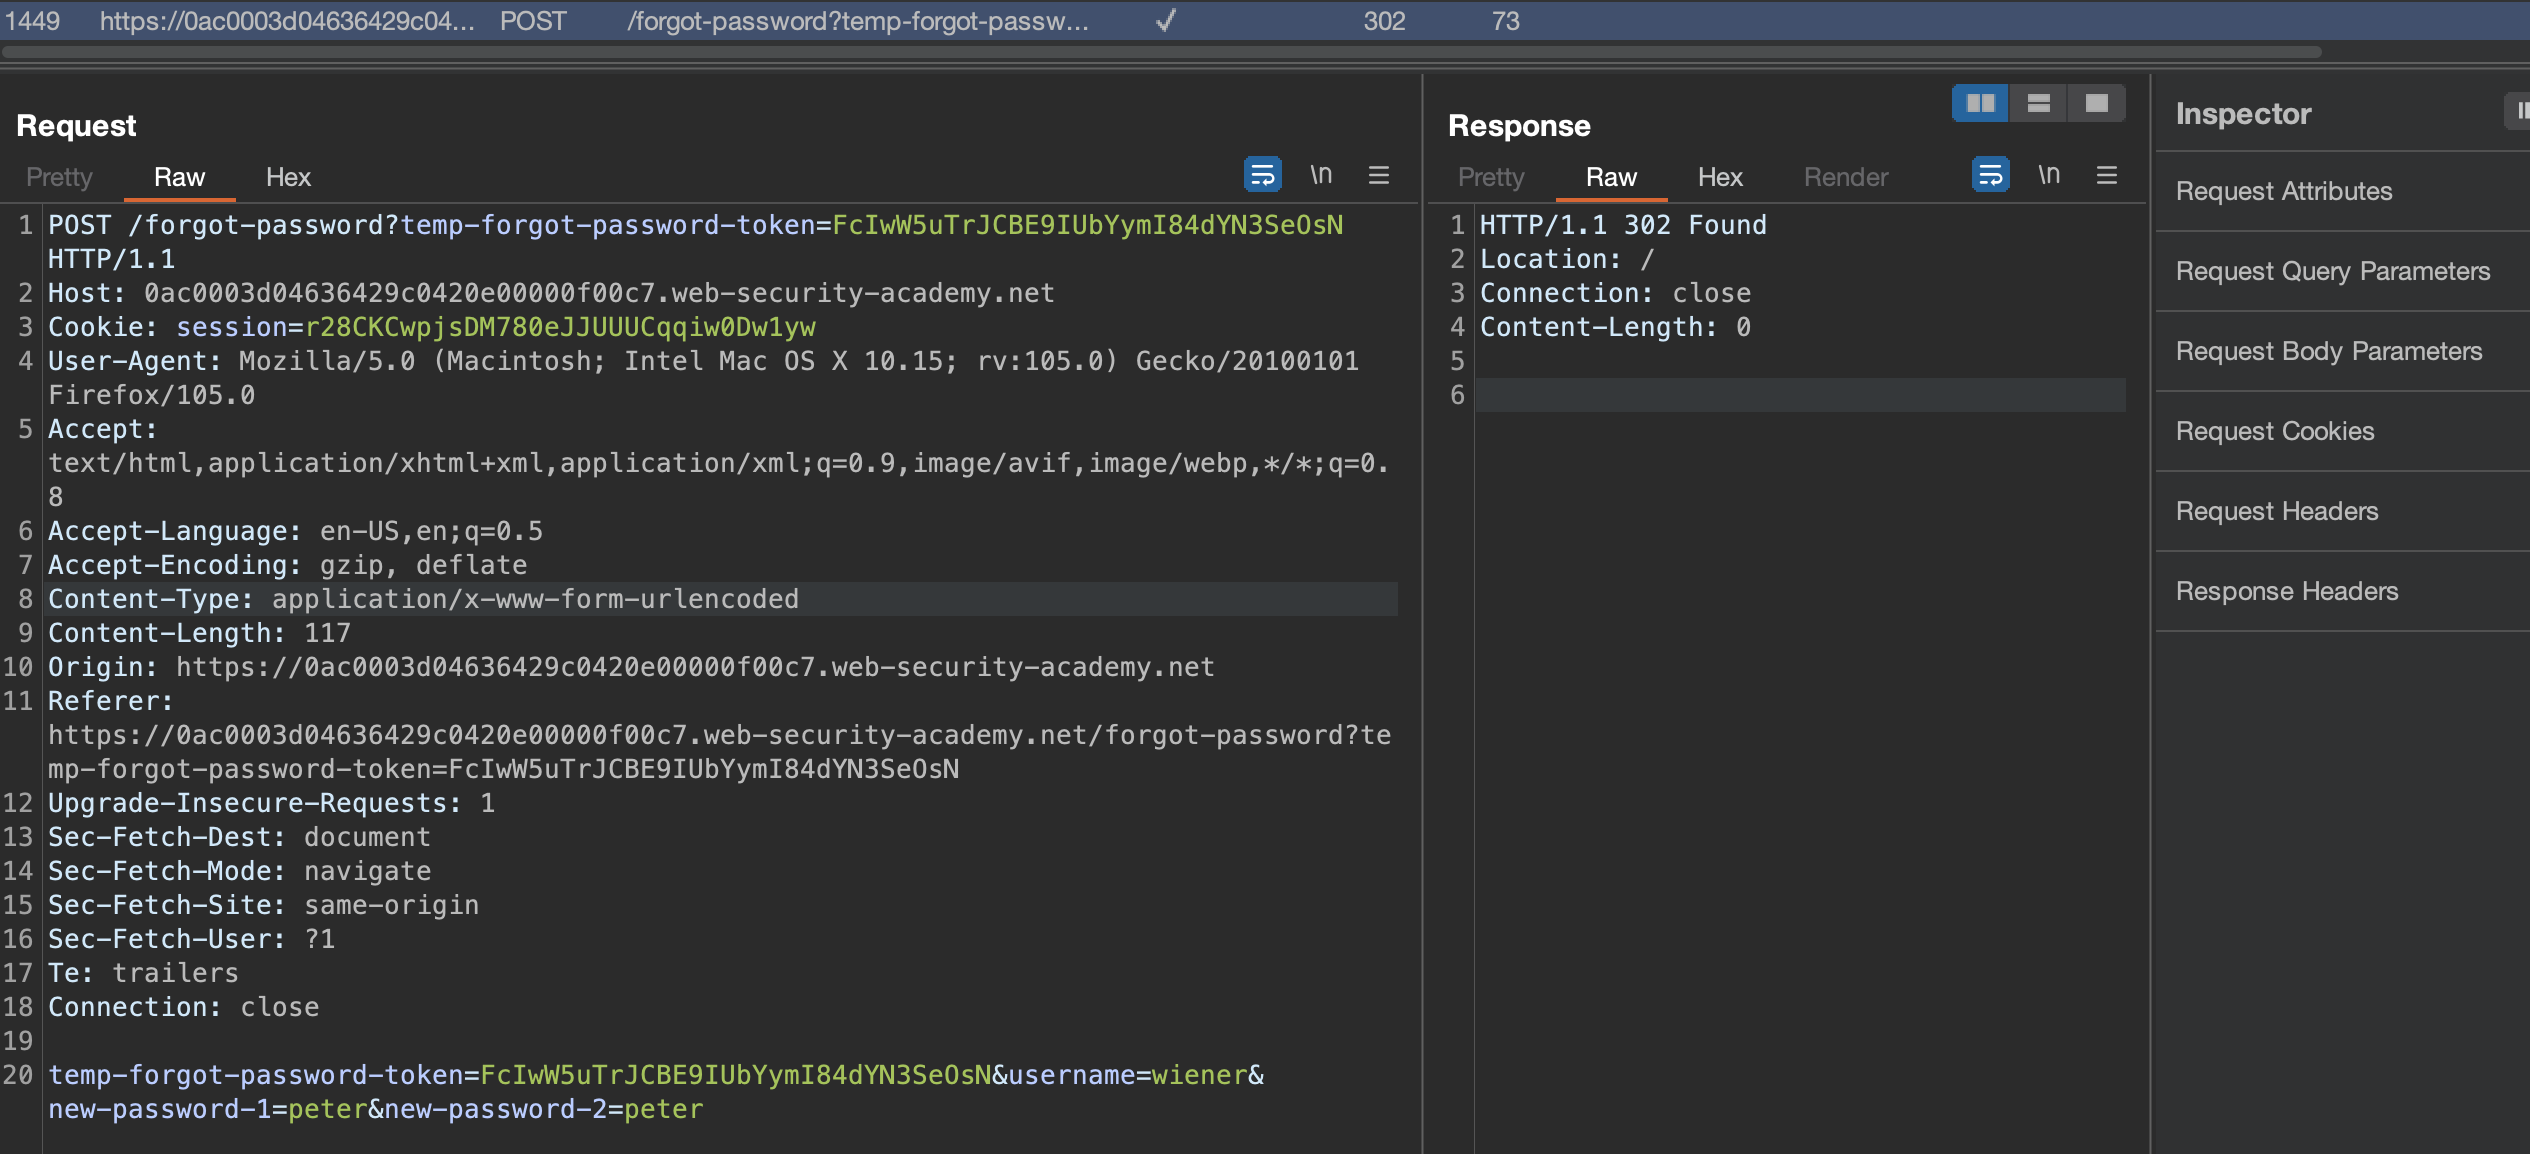 1449 https://0ac0003d04636429c04... POST /forgot-password?temp-forgot-passw... ✓ 302 73
Request
Pretty Raw Hex
\n
1 POST /forgot-password?temp-forgot-password-token=FcIwW5uTrJCBE9IUbYymI84dYN3SeOsN
HTTP/1.1
2 Host: 0ac0003d04636429c0420e00000f00c7.web-security-academy.net
3 Cookie: session=r28CKCwpjsDM780eJJUUUCqqiw0Dw1yw
4 User-Agent: Mozilla/5.0 (Macintosh; Intel Mac OS X 10.15; rv:105.0) Gecko/20100101
Firefox/105.0
5 Accept:
text/html,application/xhtml+xml,application/xml;q=0.9,image/avif,image/webp,*/*;q=0.
8
6 Accept-Language: en-US,en;q=0.5
7 Accept-Encoding: gzip, deflate
8 Content-Type: application/x-www-form-urlencoded
9 Content-Length: 117
10 Origin: https://0ac0003d04636429c0420e00000f00c7.web-security-academy.net
11 Referer:
https://0ac0003d04636429c0420e00000f00c7.web-security-academy.net/forgot-password?te
mp-forgot-password-token=FcIwW5uTrJCBE9IUbYymI84dYN3SeOsN
12 Upgrade-Insecure-Requests: 1
13 Sec-Fetch-Dest: document
14 Sec-Fetch-Mode: navigate
15 Sec-Fetch-Site: same-origin
16 Sec-Fetch-User: ?1
17 Te: trailers
18 Connection: close
19
20 temp-forgot-password-token=FcIwW5uTrJCBE9IUbYymI84dYN3SeOsN&username=wiener&
new-password-1=peter&new-password-2=peter
Response
Pretty Raw Hex Render
\n
1 HTTP/1.1 302 Found
2 Location: /
3 Connection: close
4 Content-Length: 0
5
6
Inspector
Request Attributes
Request Query Parameters
Request Body Parameters
Request Cookies
Request Headers
Response Headers